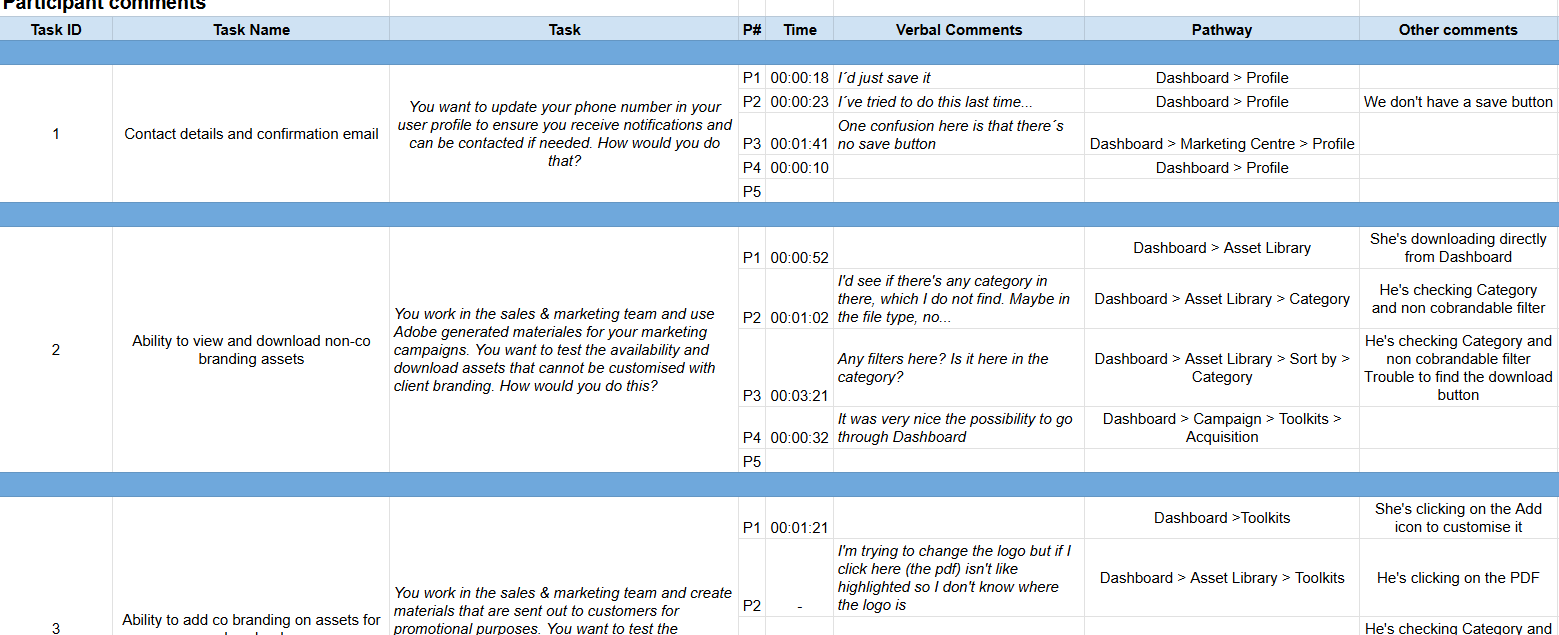 Participant comments
Task ID Task Name Task P# Time Verbal Comments Pathway Other comments
1
Contact details and confirmation email
You want to update your phone number in your
user profile to ensure you receive notifications and
can be contacted if needed. How would you do
that?
P1 00:00:18 I´d just save it Dashboard > Profile
P2 00:00:23 I´ve tried to do this last time... Dashboard > Profile We don't have a save button
P3 00:01:41
One confusion here is that there´s
no save button
Dashboard > Marketing Centre > Profile
P4 00:00:10 Dashboard > Profile
P5
2
Ability to view and download non-co
branding assets
You work in the sales & marketing team and use
Adobe generated materiales for your marketing
campaigns. You want to test the availability and
download assets that cannot be customised with
client branding. How would you do this?
P1 00:00:52
Dashboard > Asset Library
She's downloading directly
from Dashboard
P2 00:01:02
I'd see if there's any category in
there, which I do not find. Maybe in
the file type, no...
Dashboard > Asset Library > Category
He's checking Category
and non cobrandable filter
P3 00:03:21
Any filters here? Is it here in the
category?
Dashboard > Asset Library > Sort by >
Category
He's checking Category and
non cobrandable filter
Trouble to find the download
button
P4 00:00:32
It was very nice the possibility to go
through Dashboard
Dashboard > Campaign > Toolkits >
Acquisition
P5
3
Ability to add co branding on assets for
You work in the sales & marketing team and create
materials that are sent out to customers for
promotional purposes. You want to test the
P1 00:01:21
Dashboard >Toolkits
She's clicking on the Add
icon to customise it
P2 -
I'm trying to change the logo but if I
click here (the pdf) isn't like
highlighted so I don't know where
the logo is
Dashboard > Asset Library > Toolkits
He's clicking on the PDF
He's checking Category and